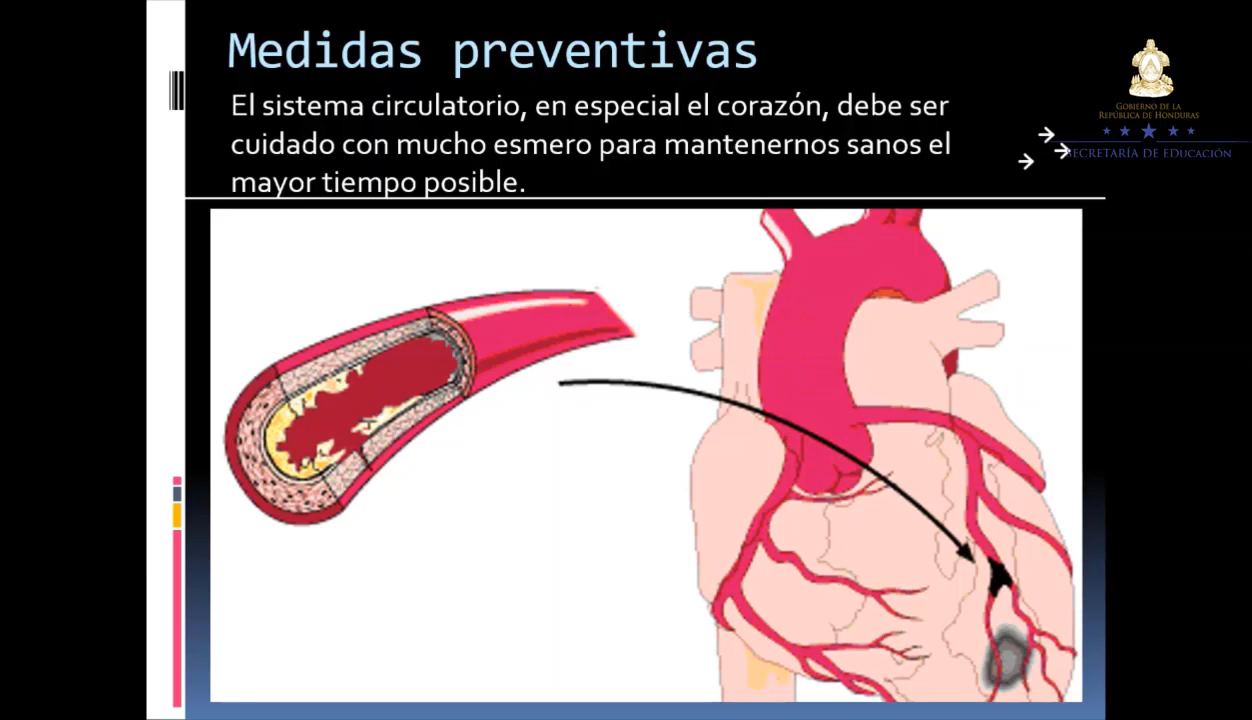 Medidas preventivas
El sistema circulatorio, en especial el corazón, debe ser
cuidado con mucho esmero para mantenernos sanos el
mayor tiempo posible.
GOBIERNO DE LA
REPÚBLICA DE HONDURAS
SECRETARÍA DE EDUCACIÓN